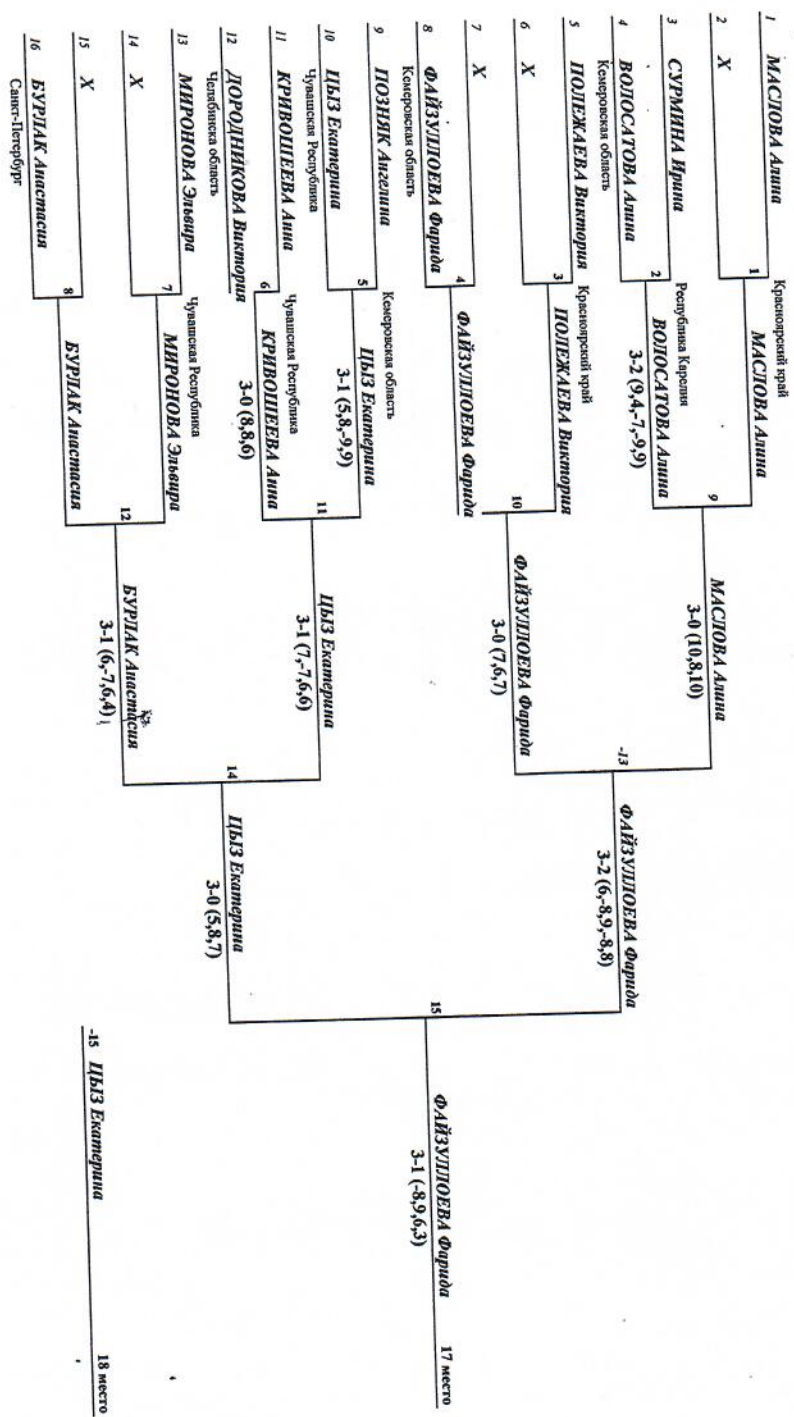 1 МАСЛОВА Алина
Красноярский край
2 X
3 СУРМИНА Ирина
Республика Карелия
4 ВОЛОСАТОВА Алина
Кемеровская область
5 ПОЛЕЖАЕВА Виктория
Красноярский край
6 X
7 X
8 ФАЙЗУЛЛОЕВА Фарида
Кемеровская область
9 ПОЗНЯК Ангелина
Кемеровская область
10 ЦЫЗ Екатерина
Чувашская Республика
11 КРИВОШЕЕВА Анна
Чувашская Республика
12 ДОРОДНИКОВА Виктория
Челябинска область
13 МИРОНОВА Эльвира
Чувашская Республика
14 X
15 X
16 БУРЛАК Анастасия
Санкт-Петербург
1 МАСЛОВА Алина
2 ВОЛОСАТОВА Алина
3-2 (9,4,-7,-9,9)
3 ПОЛЕЖАЕВА Виктория
4 ФАЙЗУЛЛОЕВА Фарида
5 ЦЫЗ Екатерина
3-1 (5,8,-9,9)
6 КРИВОШЕЕВА Анна
3-0 (8,8,6)
7 МИРОНОВА Эльвира
8 БУРЛАК Анастасия
9 МАСЛОВА Алина
3-0 (10,8,10)
10 ФАЙЗУЛЛОЕВА Фарида
3-0 (7,6,7)
11 ЦЫЗ Екатерина
3-1 (7,-7,6,6)
12 БУРЛАК Анастасия
3-1 (6,-7,6,4)
-13 ФАЙЗУЛЛОЕВА Фарида
3-2 (6,-8,9,-8,8)
14 ЦЫЗ Екатерина
3-0 (5,8,7)
15 ФАЙЗУЛЛОЕВА Фарида 17 место
3-1 (-8,9,6,3)
-15 ЦЫЗ Екатерина 18 место